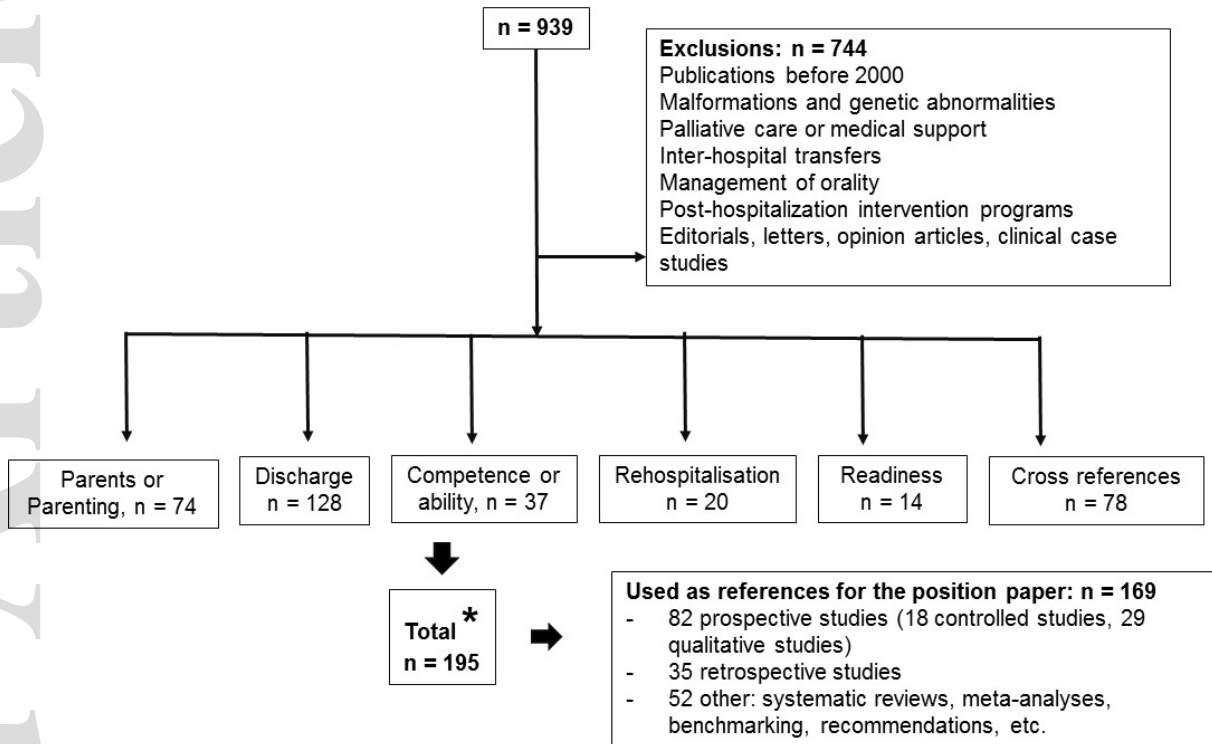 n = 939
Exclusions: n = 744
Publications before 2000
Malformations and genetic abnormalities
Palliative care or medical support
Inter-hospital transfers
Management of orality
Post-hospitalization intervention programs
Editorials, letters, opinion articles, clinical case
studies
Parents or
Parenting, n = 74
Discharge
n = 128
Competence or
ability, n = 37
Rehospitalisation
n = 20
Readiness
n = 14
Cross references
n = 78
Total *
n = 195
Used as references for the position paper: n = 169
- 82 prospective studies (18 controlled studies, 29
qualitative studies)
- 35 retrospective studies
- 52 other: systematic reviews, meta-analyses,
benchmarking, recommendations, etc.